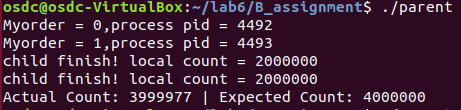 osdc@osdc-VirtualBox:~/lab6/B_assignment$ ./parent
Myorder = 0,process pid = 4492
Myorder = 1,process pid = 4493
child finish! local count = 2000000
child finish! local count = 2000000
Actual Count: 3999977 | Expected Count: 4000000